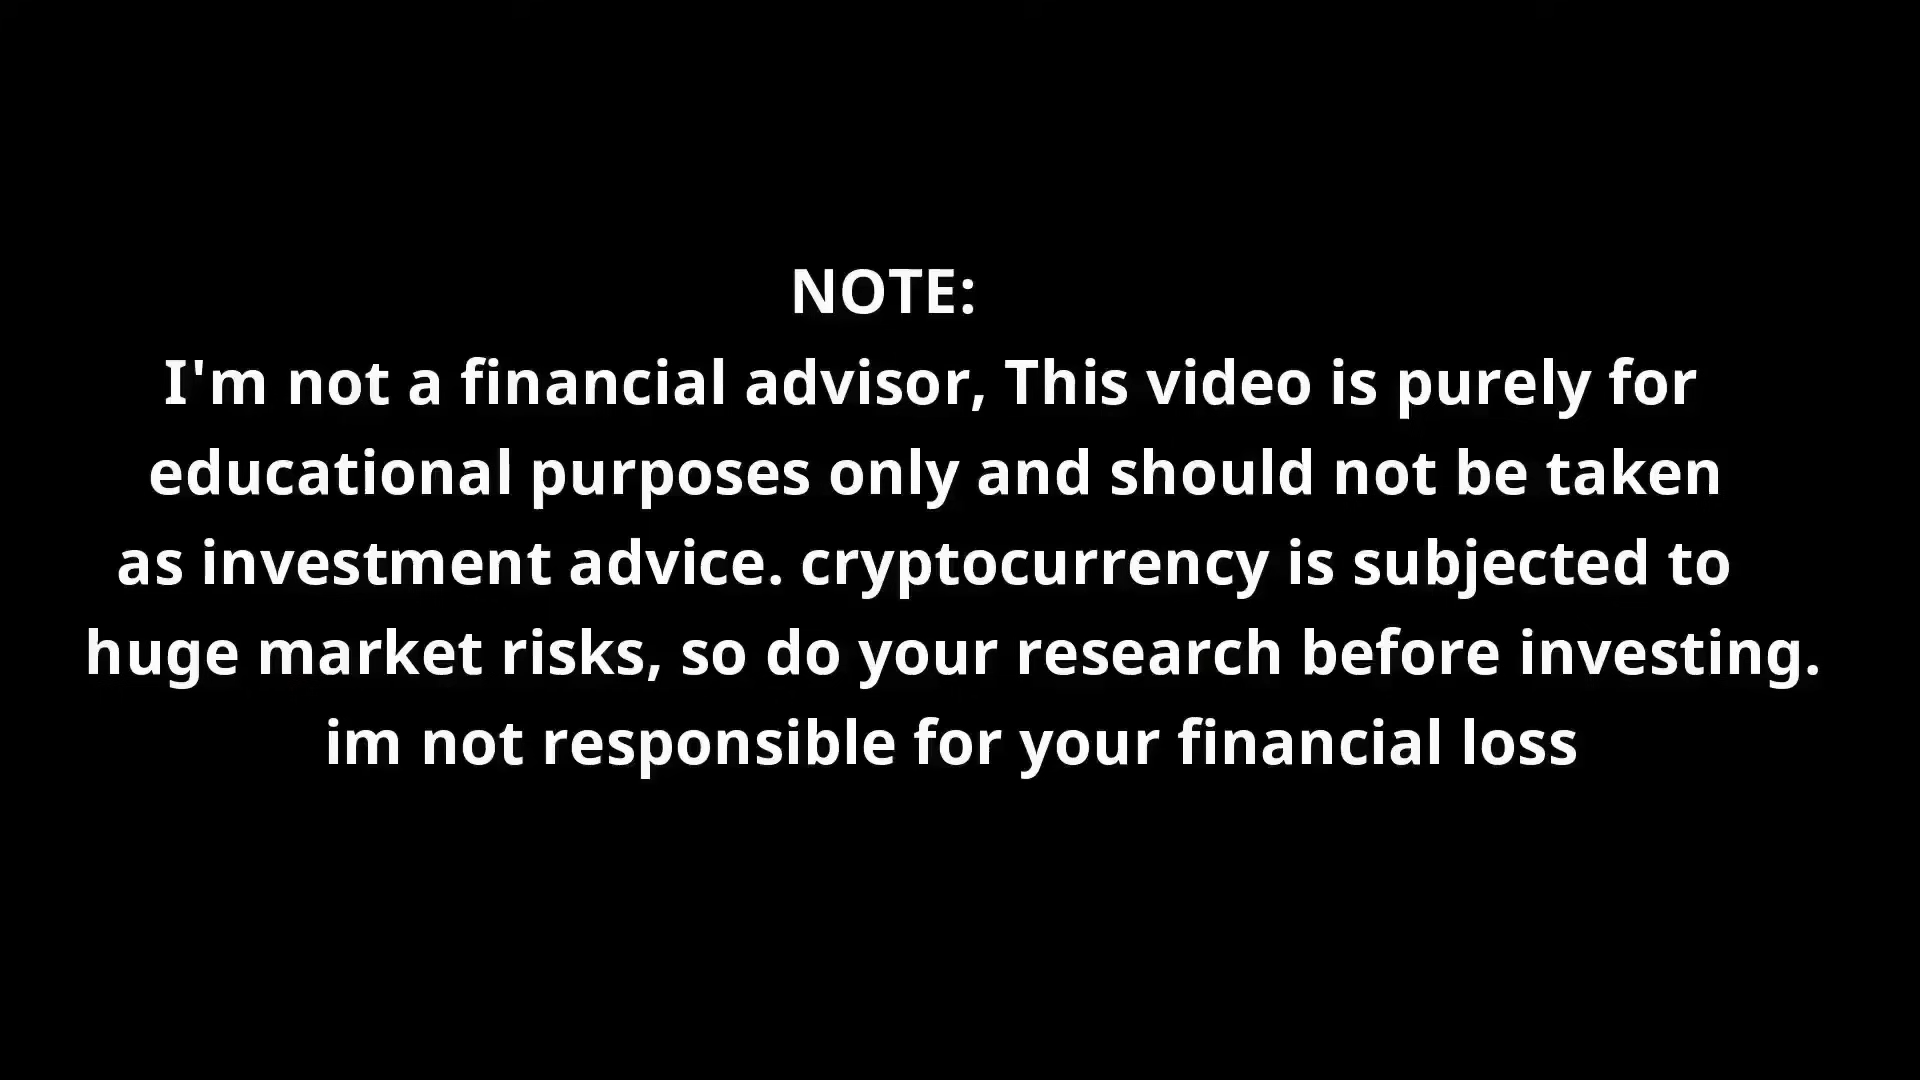 NOTE:
I'm not a financial advisor, This video is purely for
educational purposes only and should not be taken
as investment advice. cryptocurrency is subjected to
huge market risks, so do your research before investing.
im not responsible for your financial loss